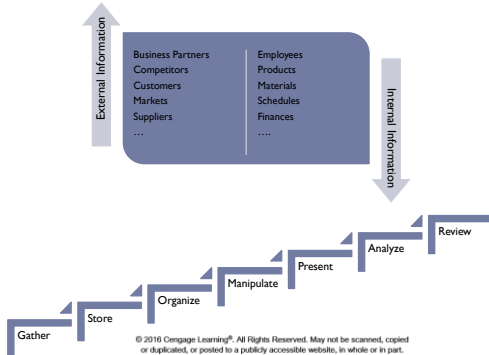 External Information
Business Partners
Competitors
Customers
Markets
Suppliers
...
Employees
Products
Materials
Schedules
Finances
....
Internal Information
Gather
Store
Organize
Manipulate
Present
Analyze
Review
© 2016 Cengage Learning®. All Rights Reserved. May not be scanned, copied
or duplicated, or posted to a publicly accessible website, in whole or in part.